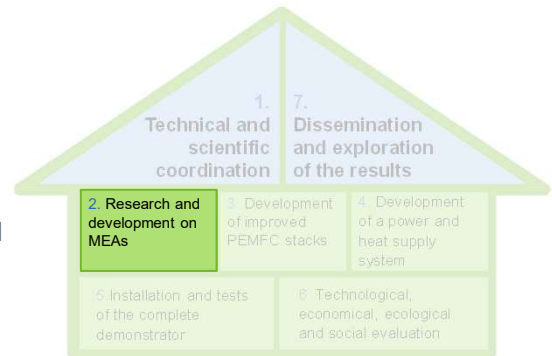 1.
Technical and
scientific
coordination
7.
Dissemination
and exploration
of the results
2. Research and
development on
MEAs
3. Development
of improved
PEMFC stacks
4. Development
of a power and
heat supply
system
5.Installation and tests
of the complete
demonstrator
6. Technological,
economical, ecological
and social evaluation